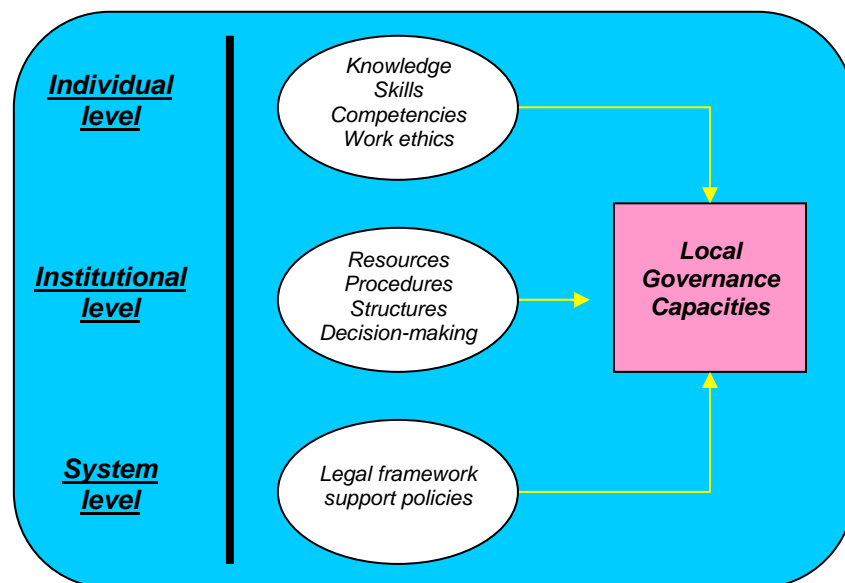 Individual
level
Knowledge
Skills
Competencies
Work ethics
Institutional
level
Resources
Procedures
Structures
Decision-making
Local
Governance
Capacities
System
level
Legal framework
support policies